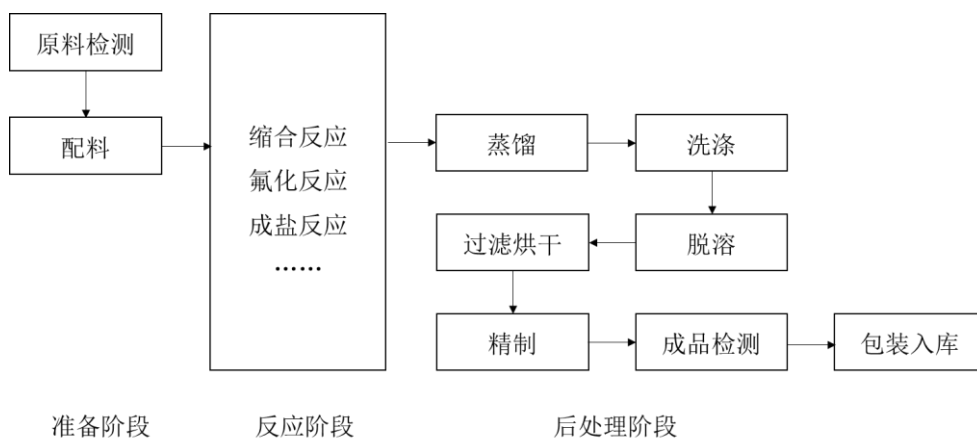 原料检测
配料
缩合反应
氟化反应
成盐反应
……
蒸馏
洗涤
脱溶
过滤烘干
精制
成品检测
包装入库
准备阶段
反应阶段
后处理阶段